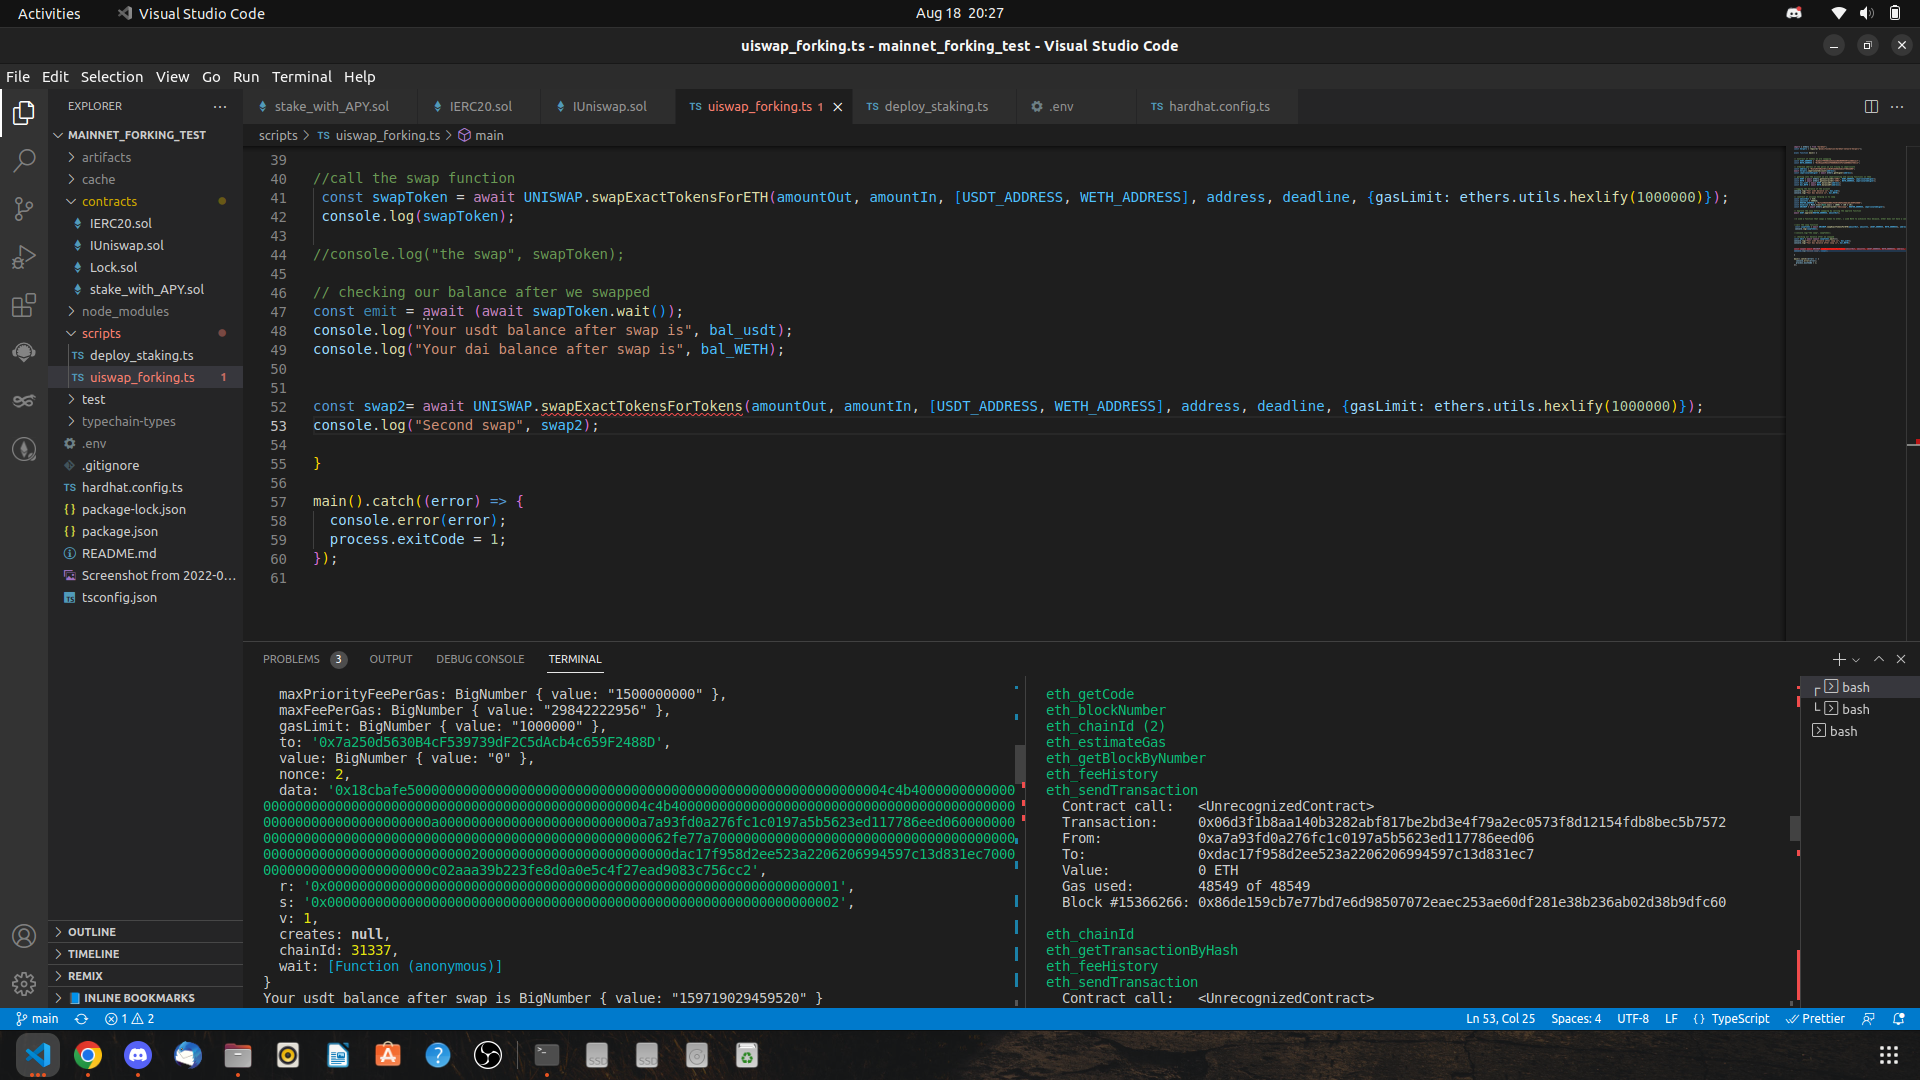 Activities
Visual Studio Code
Aug 18 20:27
uiswap_forking.ts - mainnet_forking_test - Visual Studio Code
File Edit Selection View Go Run Terminal Help
EXPLORER
MAINNET_FORKING_TEST
artifacts
cache
contracts
IERC20.sol
IUniswap.sol
Lock.sol
stake_with_APY.sol
node_modules
scripts
TS deploy_staking.ts
TS uiswap_forking.ts 1
test
typechain-types
.env
.gitignore
TS hardhat.config.ts
{} package-lock.json
{} package.json
README.md
Screenshot from 2022-0...
tsconfig.json
OUTLINE
TIMELINE
REMIX
INLINE BOOKMARKS
stake_with_APY.sol
IERC20.sol
IUniswap.sol
TS uiswap_forking.ts 1
TS deploy_staking.ts
.env
TS hardhat.config.ts
scripts > TS uiswap_forking.ts > main
39
40 //call the swap function
41 const swapToken = await UNISWAP.swapExactTokensForETH(amountOut, amountIn, [USDT_ADDRESS, WETH_ADDRESS], address, deadline, {gasLimit: ethers.utils.hexlify(1000000)});
42 console.log(swapToken);
43
44 //console.log("the swap", swapToken);
45
46 // checking our balance after we swapped
47 const emit = await (await swapToken.wait());
48 console.log("Your usdt balance after swap is", bal_usdt);
49 console.log("Your dai balance after swap is", bal_WETH);
50
51
52 const swap2= await UNISWAP.swapExactTokensForTokens(amountOut, amountIn, [USDT_ADDRESS, WETH_ADDRESS], address, deadline, {gasLimit: ethers.utils.hexlify(1000000)});
53 console.log("Second swap", swap2);
54
55 }
56
57 main().catch((error) => {
58 console.error(error);
59 process.exitCode = 1;
60 });
61
PROBLEMS 3 OUTPUT DEBUG CONSOLE TERMINAL
maxPriorityFeePerGas: BigNumber { value: "1500000000" },
maxFeePerGas: BigNumber { value: "29842222956" },
gasLimit: BigNumber { value: "1000000" },
to: '0x7a250d5630B4cF539739dF2C5dAcb4c659F2488D',
value: BigNumber { value: "0" },
nonce: 2,
r: '0x0000000000000000000000000000000000000000000000000000000000000001',
s: '0x0000000000000000000000000000000000000000000000000000000000000002',
v: 1,
creates: null,
chainId: 31337,
wait: [Function (anonymous)]
}
Your usdt balance after swap is BigNumber { value: "159719029459520" }
eth_getCode
eth_blockNumber
eth_chainId (2)
eth_estimateGas
eth_getBlockByNumber
eth_feeHistory
eth_sendTransaction
Contract call: <UnrecognizedContract>
Transaction: 0x06d3f1b8aa140b3282abf817be2bd3e4f79a2ec0573f8d12154fdb8bec5b7572
From: 0xa7a93fd0a276fc1c0197a5b5623ed117786eed06
To: 0xdac17f958d2ee523a2206206994597c13d831ec7
Value: 0 ETH
Gas used: 48549 of 48549
Block #15366266: 0x86de159cb7e77bd7e6d98507072eaec253ae60df281e38b236ab02d38b9dfc60
eth_chainId
eth_getTransactionByHash
eth_feeHistory
eth_sendTransaction
Contract call: <UnrecognizedContract>
bash
bash
bash
main
1 2
Ln 53, Col 25 Spaces: 4 UTF-8 LF {} TypeScript Prettier